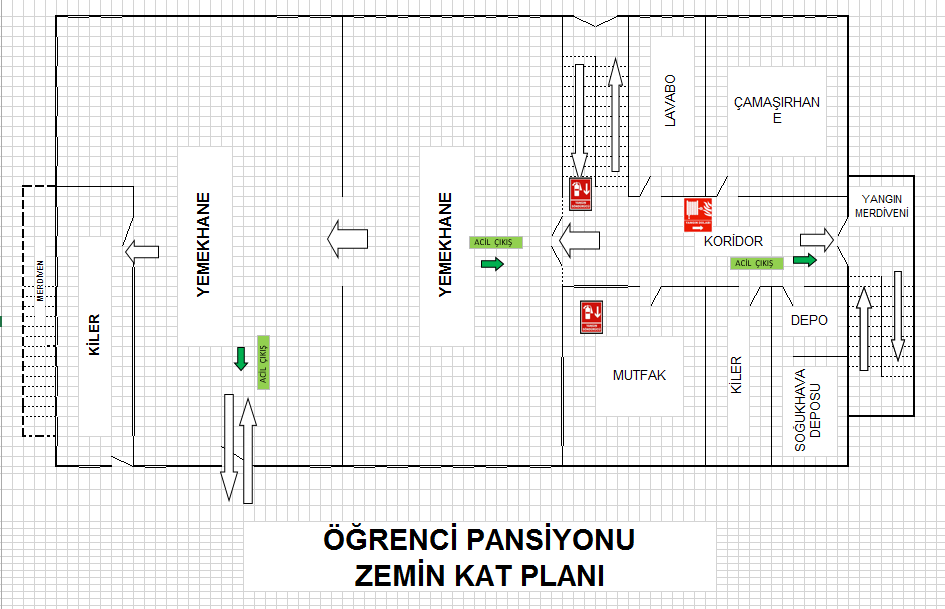 LAVABO
ÇAMAŞIRHAN
E
YANGIN
MERDİVENİ
YEMEKHANE
YEMEKHANE
ACİL ÇIKIŞ
KORİDOR
ACİL ÇIKIŞ
MERDİVEN
KİLER
ACİL ÇIKIŞ
MUTFAK
KİLER
DEPO
SOĞUKHAVA
DEPOSU
ÖĞRENCİ PANSİYONU
ZEMİN KAT PLANI